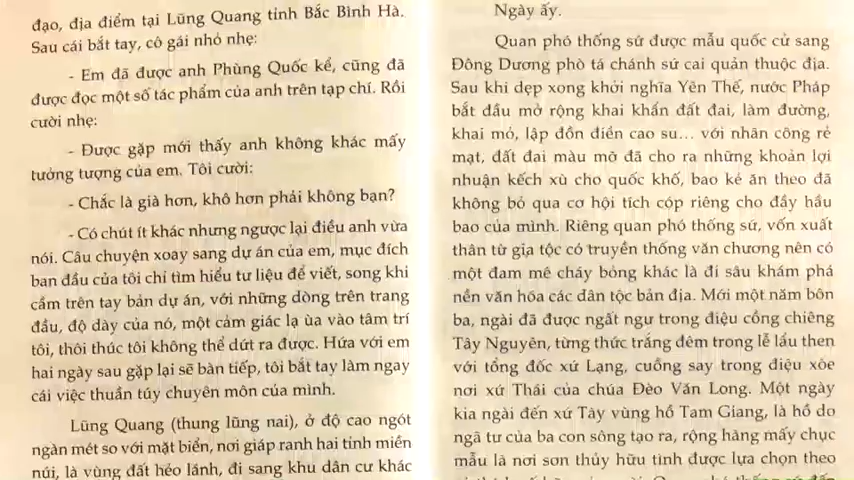 đạo, địa điểm tại Lũng Quang tỉnh Bắc Bình Hà.
Sau cái bắt tay, cô gái nhỏ nhẹ:
- Em đã được anh Phùng Quốc kể, cũng đã
được đọc một số tác phẩm của anh trên tạp chí. Rồi
cười nhẹ:
- Được gặp mới thấy anh không khác mấy
tưởng tượng của em. Tôi cười:
- Chắc là già hơn, khô hơn phải không bạn?
- Có chút ít khác nhưng ngược lại điều anh vừa
nói. Câu chuyện xoay sang dự án của em, mục đích
ban đầu của tôi chỉ tìm hiểu tư liệu để viết, song khi
cầm trên tay bản dự án, với những dòng trên trang
đầu, độ dày của nó, một cảm giác lạ ùa vào tâm trí
tôi, thôi thúc tôi không thể dứt ra được. Hứa với em
hai ngày sau gặp lại sẽ bàn tiếp, tôi bắt tay làm ngay
cái việc thuần túy chuyên môn của mình.
Lũng Quang (thung lũng nai), ở độ cao ngót
ngàn mét so với mặt biển, nơi giáp ranh hai tỉnh miền
núi, là vùng đất héo lánh, đi sang khu dân cư khác
Ngày ấy.
Quan phó thống sứ được mẫu quốc cử sang
Đông Dương phò tá chánh sứ cai quản thuộc địa.
Sau khi dẹp xong khởi nghĩa Yên Thế, nước Pháp
bắt đầu mở rộng khai khẩn đất đai, làm đường,
khai mỏ, lập đồn điền cao su... với nhân công rẻ
mạt, đất đai màu mỡ đã cho ra những khoản lợi
nhuận kếch xù cho quốc khố, bao kẻ ăn theo đã
không bỏ qua cơ hội tích cóp riêng cho đầy hầu
bao của mình. Riêng quan phó thống sứ, vốn xuất
thân từ gia tộc có truyền thống văn chương nên có
một đam mê cháy bỏng khác là đi sâu khám phá
nền văn hóa các dân tộc bản địa. Mới một năm bôn
ba, ngài đã được ngất ngư trong điệu cồng chiêng
Tây Nguyên, từng thức trắng đêm trong lễ lẩu then
với tổng đốc xứ Lạng, cuồng say trong điệu xòe
nơi xứ Thái của chúa Đèo Văn Long. Một ngày
kia ngài đến xứ Tây vùng hồ Tam Giang, là hồ do
ngã tư của ba con sông tạo ra, rộng hàng mấy chục
mẫu là nơi sơn thủy hữu tình được lựa chọn theo